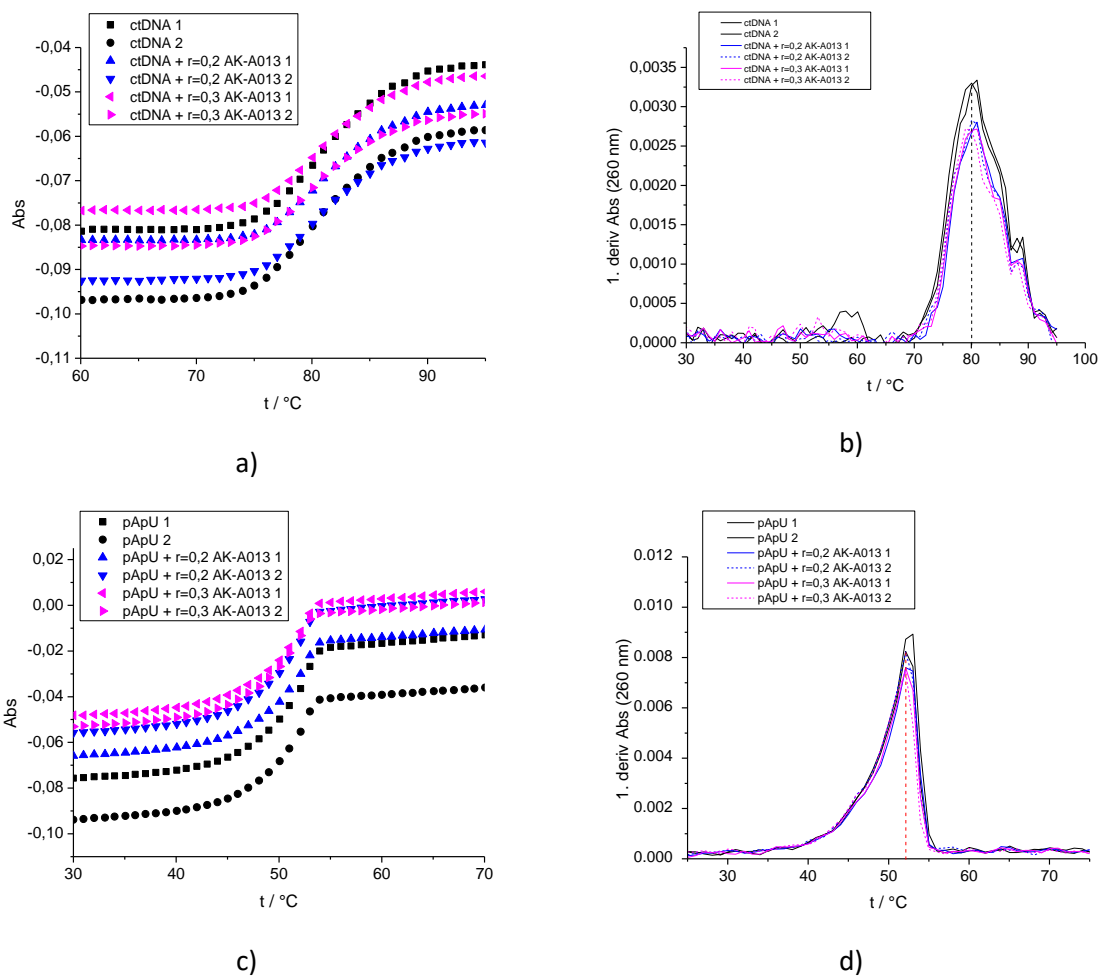 ctDNA 1
ctDNA 2
ctDNA + r=0,2 AK-A013 1
ctDNA + r=0,2 AK-A013 2
ctDNA + r=0,3 AK-A013 1
ctDNA + r=0,3 AK-A013 2
-0,04
-0,05
-0,06
-0,07
-0,08
-0,09
-0,10
-0,11
Abs
60 70 80 90
t / °C
a)
ctDNA 1
ctDNA 2
ctDNA + r=0,2 AK-A013 1
ctDNA + r=0,2 AK-A013 2
ctDNA + r=0,3 AK-A013 1
ctDNA + r=0,3 AK-A013 2
0,0035
0,0030
0,0025
0,0020
0,0015
0,0010
0,0005
0,0000
1. deriv Abs (260 nm)
30 40 50 60 70 80 90 100
t / °C
b)
pApU 1
pApU 2
pApU + r=0,2 AK-A013 1
pApU + r=0,2 AK-A013 2
pApU + r=0,3 AK-A013 1
pApU + r=0,3 AK-A013 2
0,02
0,00
-0,02
-0,04
-0,06
-0,08
-0,10
Abs
30 40 50 60 70
t / °C
c)
pApU 1
pApU 2
pApU + r=0,2 AK-A013 1
pApU + r=0,2 AK-A013 2
pApU + r=0,3 AK-A013 1
pApU + r=0,3 AK-A013 2
0.012
0.010
0.008
0.006
0.004
0.002
0.000
1. deriv Abs (260 nm)
30 40 50 60 70
t / °C
d)